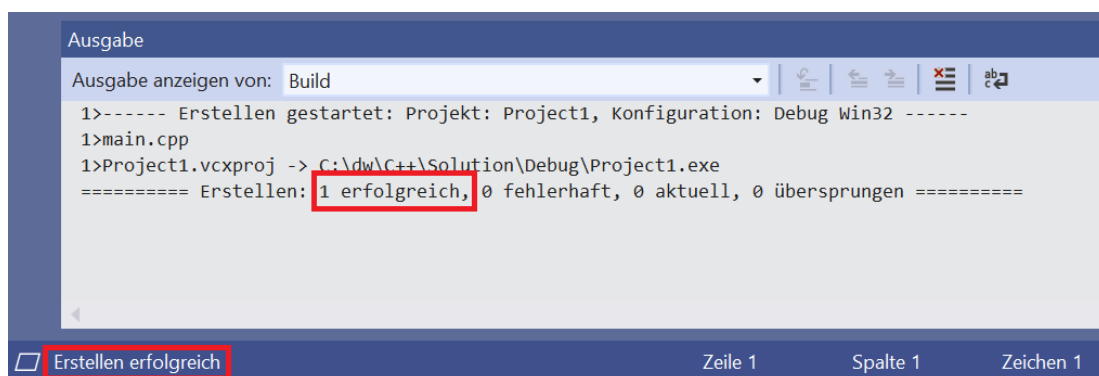 Ausgabe
Ausgabe anzeigen von: Build
1>------ Erstellen gestartet: Projekt: Project1, Konfiguration: Debug Win32 ------
1>main.cpp
1>Project1.vcxproj -> C:\dw\C++\Solution\Debug\Project1.exe
========== Erstellen: 1 erfolgreich, 0 fehlerhaft, 0 aktuell, 0 übersprungen ==========
Erstellen erfolgreich Zeile 1 Spalte 1 Zeichen 1